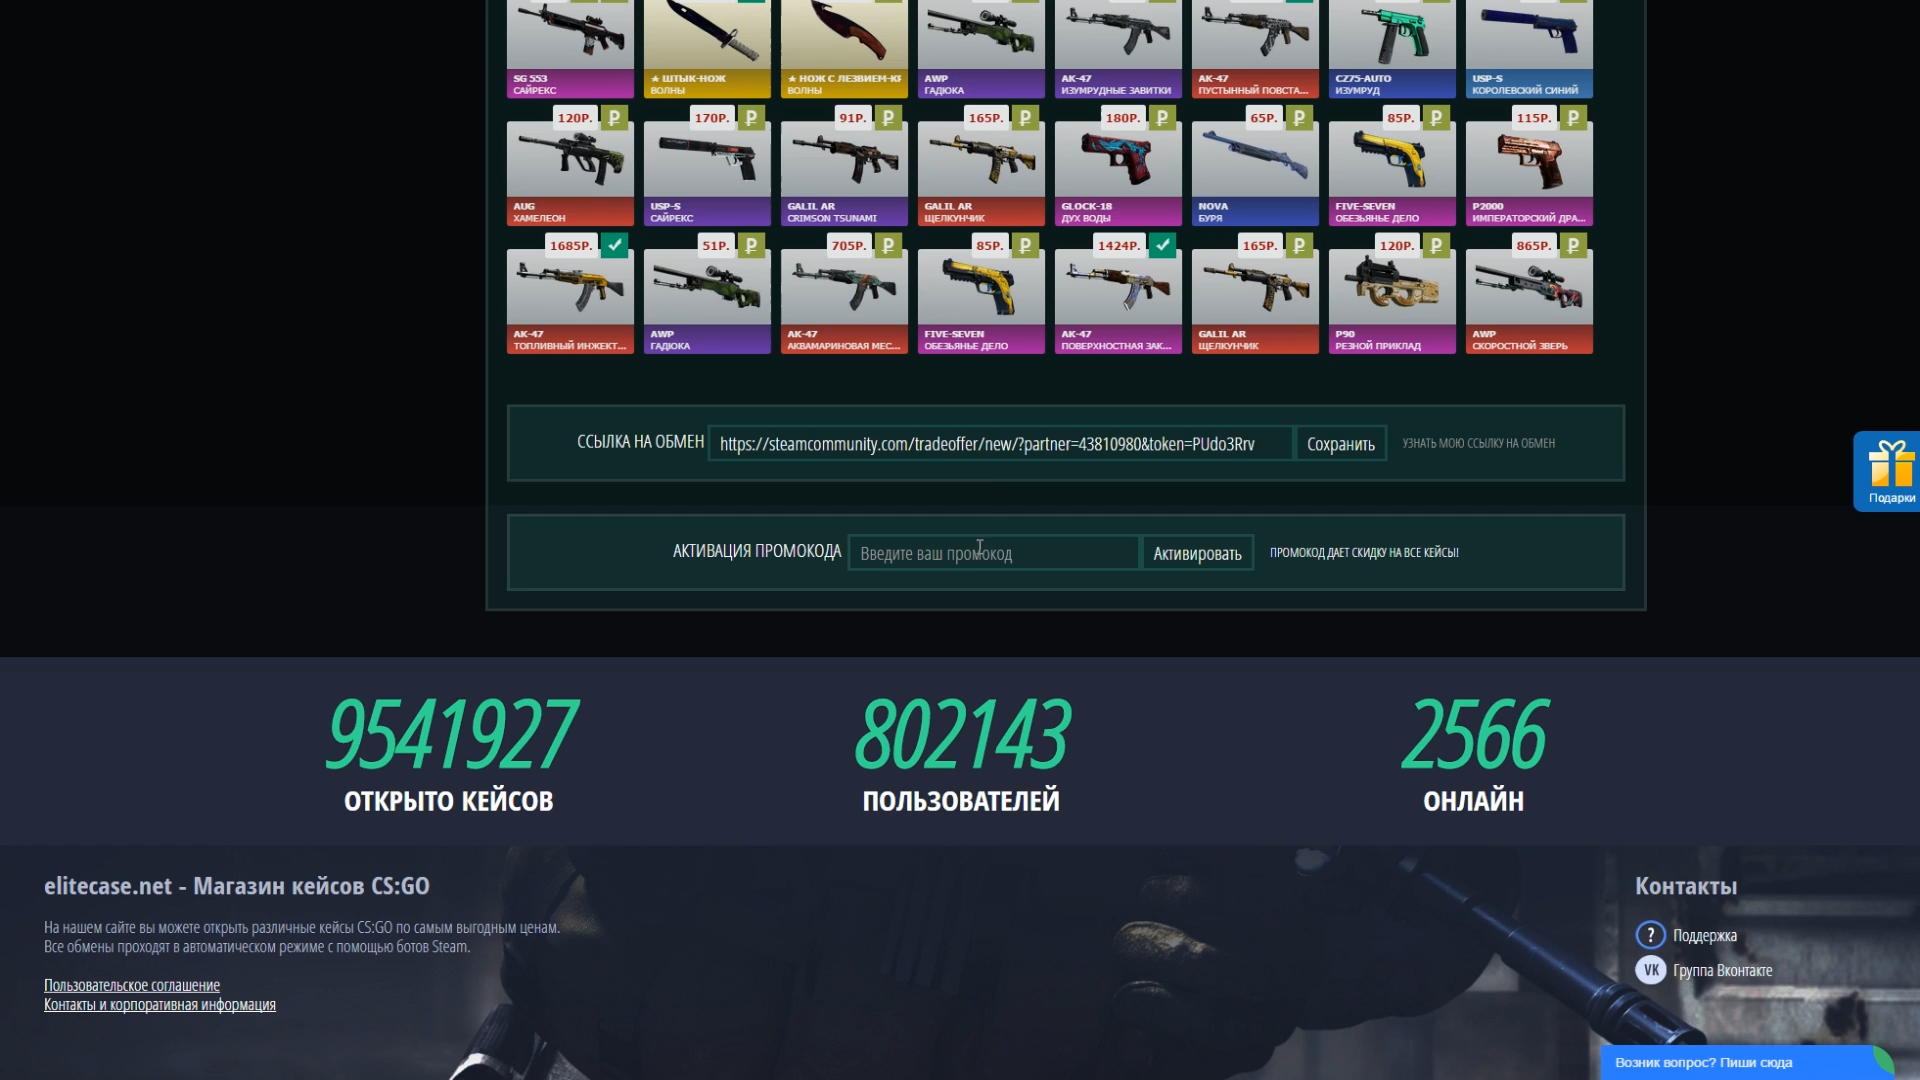 SG 553
САЙРЕКС
★ ШТЫК-НОЖ
ВОЛНЫ
★ НОЖ С ЛЕЗВИЕМ-КР
ВОЛНЫ
AWP
ГАДЮКА
AK-47
ИЗУМРУДНЫЕ ЗАВИТКИ
AK-47
ПУСТЫННЫЙ ПОВСТА...
CZ75-AUTO
ИЗУМРУД
USP-S
КОРОЛЕВСКИЙ СИНИЙ
120Р.
AUG
ХАМЕЛЕОН
170Р.
USP-S
САЙРЕКС
91Р.
GALIL AR
CRIMSON TSUNAMI
165Р.
GALIL AR
ЩЕЛКУНЧИК
180Р.
GLOCK-18
ДУХ ВОДЫ
65Р.
NOVA
БУРЯ
85Р.
FIVE-SEVEN
ОБЕЗЬЯНЬЕ ДЕЛО
115Р.
P2000
ИМПЕРАТОРСКИЙ ДРА...
1685Р.
AK-47
ТОПЛИВНЫЙ ИНЖЕКТ...
51Р.
AWP
ГАДЮКА
705Р.
AK-47
АКВАМАРИНОВАЯ МЕС...
85Р.
FIVE-SEVEN
ОБЕЗЬЯНЬЕ ДЕЛО
1424Р.
AK-47
ПОВЕРХНОСТНАЯ ЗАК...
165Р.
GALIL AR
ЩЕЛКУНЧИК
120Р.
P90
РЕЗНОЙ ПРИКЛАД
865Р.
AWP
СКОРОСТНОЙ ЗВЕРЬ
ССЫЛКА НА ОБМЕН https://steamcommunity.com/tradeoffer/new/?partner=43810980&token=PUdo3Rrv Сохранить УЗНАТЬ МОЮ ССЫЛКУ НА ОБМЕН
Подарки
АКТИВАЦИЯ ПРОМОКОДА Введите ваш промокод Активировать ПРОМОКОД ДАЕТ СКИДКУ НА ВСЕ КЕЙСЫ!
9541927
ОТКРЫТО КЕЙСОВ
802143
ПОЛЬЗОВАТЕЛЕЙ
2566
ОНЛАЙН
elitecase.net - Магазин кейсов CS:GO
На нашем сайте вы можете открыть различные кейсы CS:GO по самым выгодным ценам.
Все обмены проходят в автоматическом режиме с помощью ботов Steam.
Пользовательское соглашение
Контакты и корпоративная информация
Контакты
? Поддержка
VK Группа Вконтакте
Возник вопрос? Пиши сюда